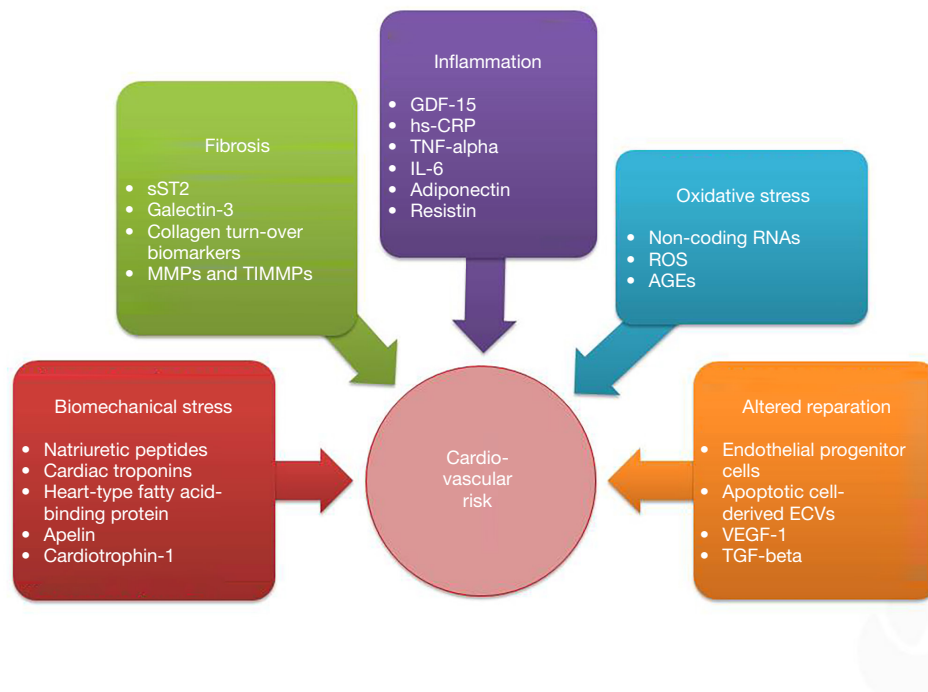 Inflammation
• GDF-15
• hs-CRP
• TNF-alpha
• IL-6
• Adiponectin
• Resistin
Fibrosis
• sST2
• Galectin-3
• Collagen turn-over
biomarkers
• MMPs and TIMMPs
Oxidative stress
• Non-coding RNAs
• ROS
• AGEs
Biomechanical stress
• Natriuretic peptides
• Cardiac troponins
• Heart-type fatty acid-
binding protein
• Apelin
• Cardiotrophin-1
Cardio-
vascular
risk
Altered reparation
• Endothelial progenitor
cells
• Apoptotic cell-
derived ECVs
• VEGF-1
• TGF-beta